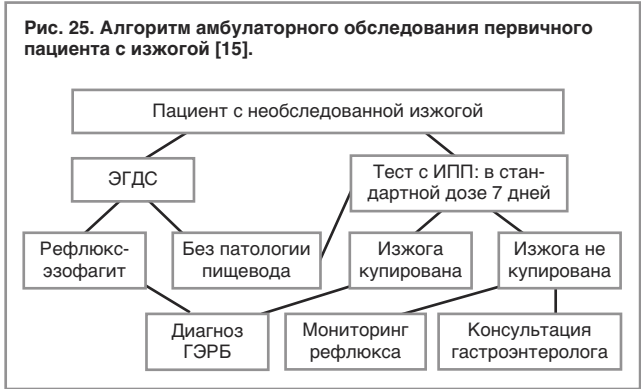 Рис. 25. Алгоритм амбулаторного обследования первичного
пациента с изжогой [15].
Пациент с необследованной изжогой
ЭГДС
Тест с ИПП: в стан-
дартной дозе 7 дней
Рефлюкс-
эзофагит
Без патологии
пищевода
Изжога
купирована
Изжога не
купирована
Диагноз
ГЭРБ
Мониторинг
рефлюкса
Консультация
гастроэнтеролога